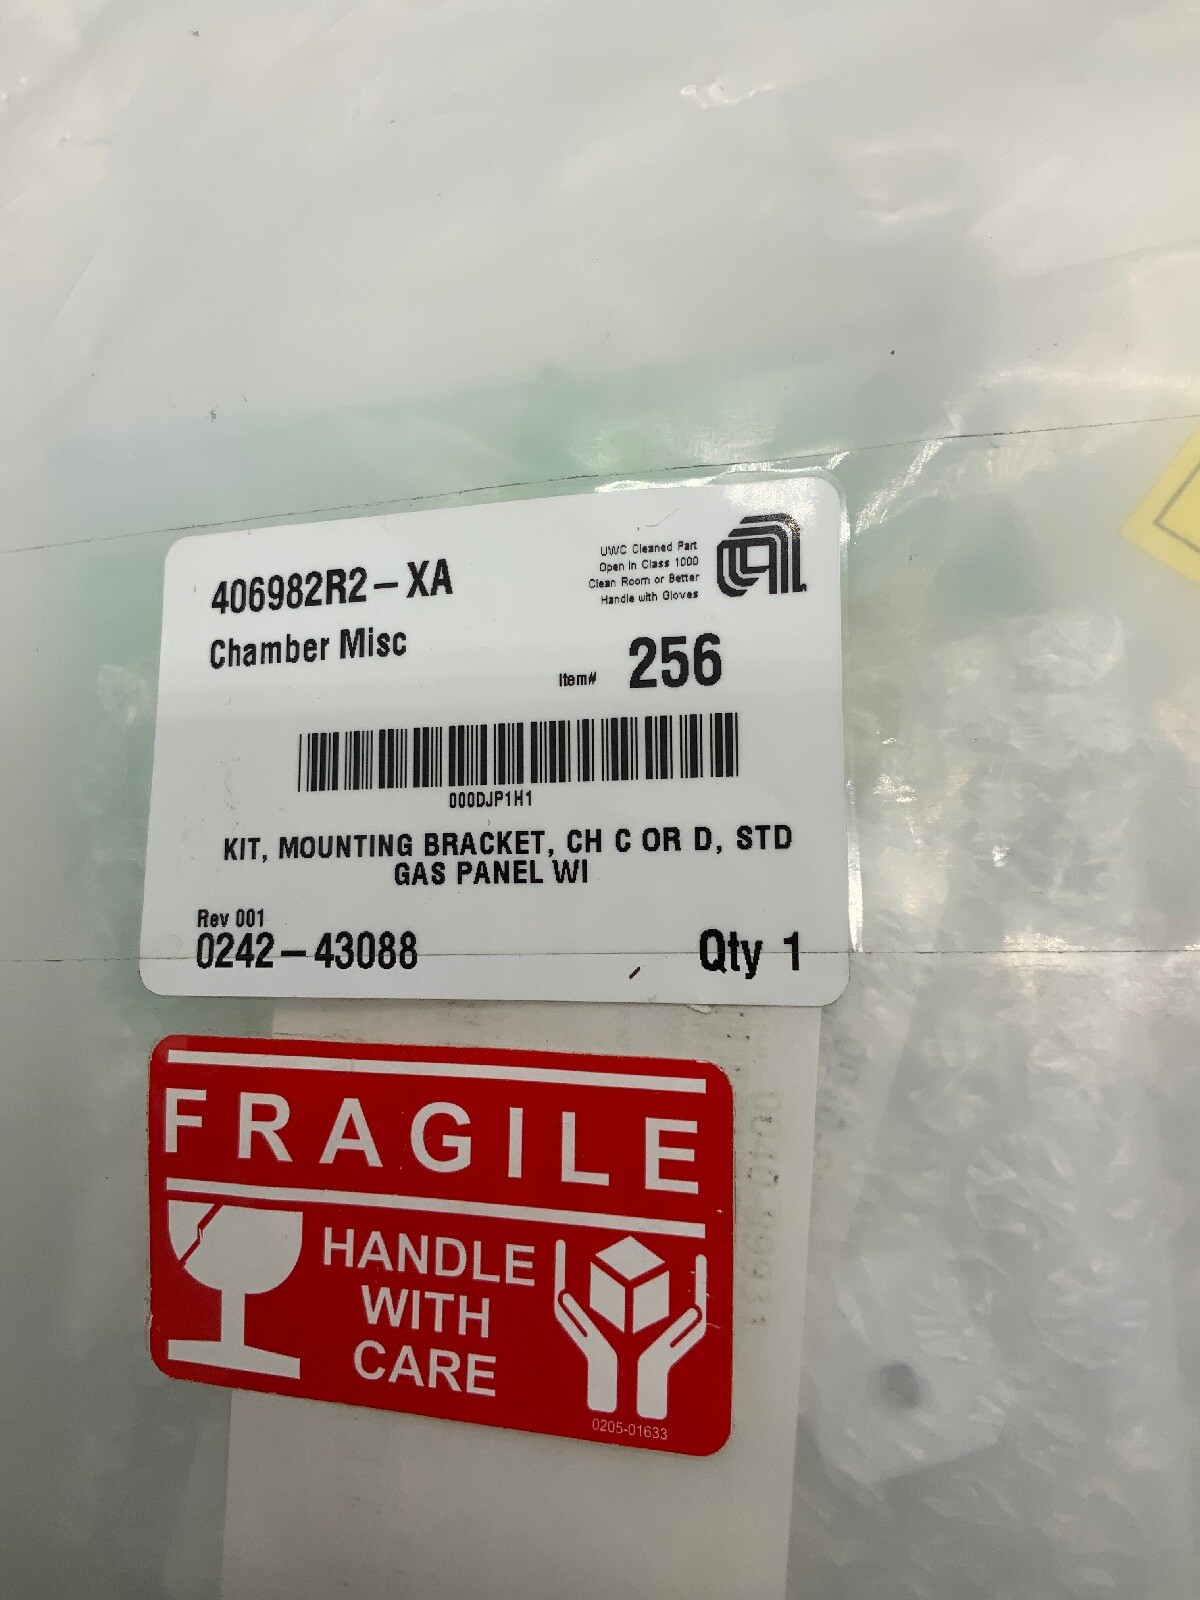 406982R2-XA
Chamber Misc
UWC Cleaned Part
Open in Class 1000
Clean Room or Better
Handle with Gloves
Item# 256
000DJP1H1
KIT, MOUNTING BRACKET, CH C OR D, STD
GAS PANEL WI
Rev 001
0242-43088
Qty 1
FRAGILE
HANDLE
WITH
CARE
0205-01633